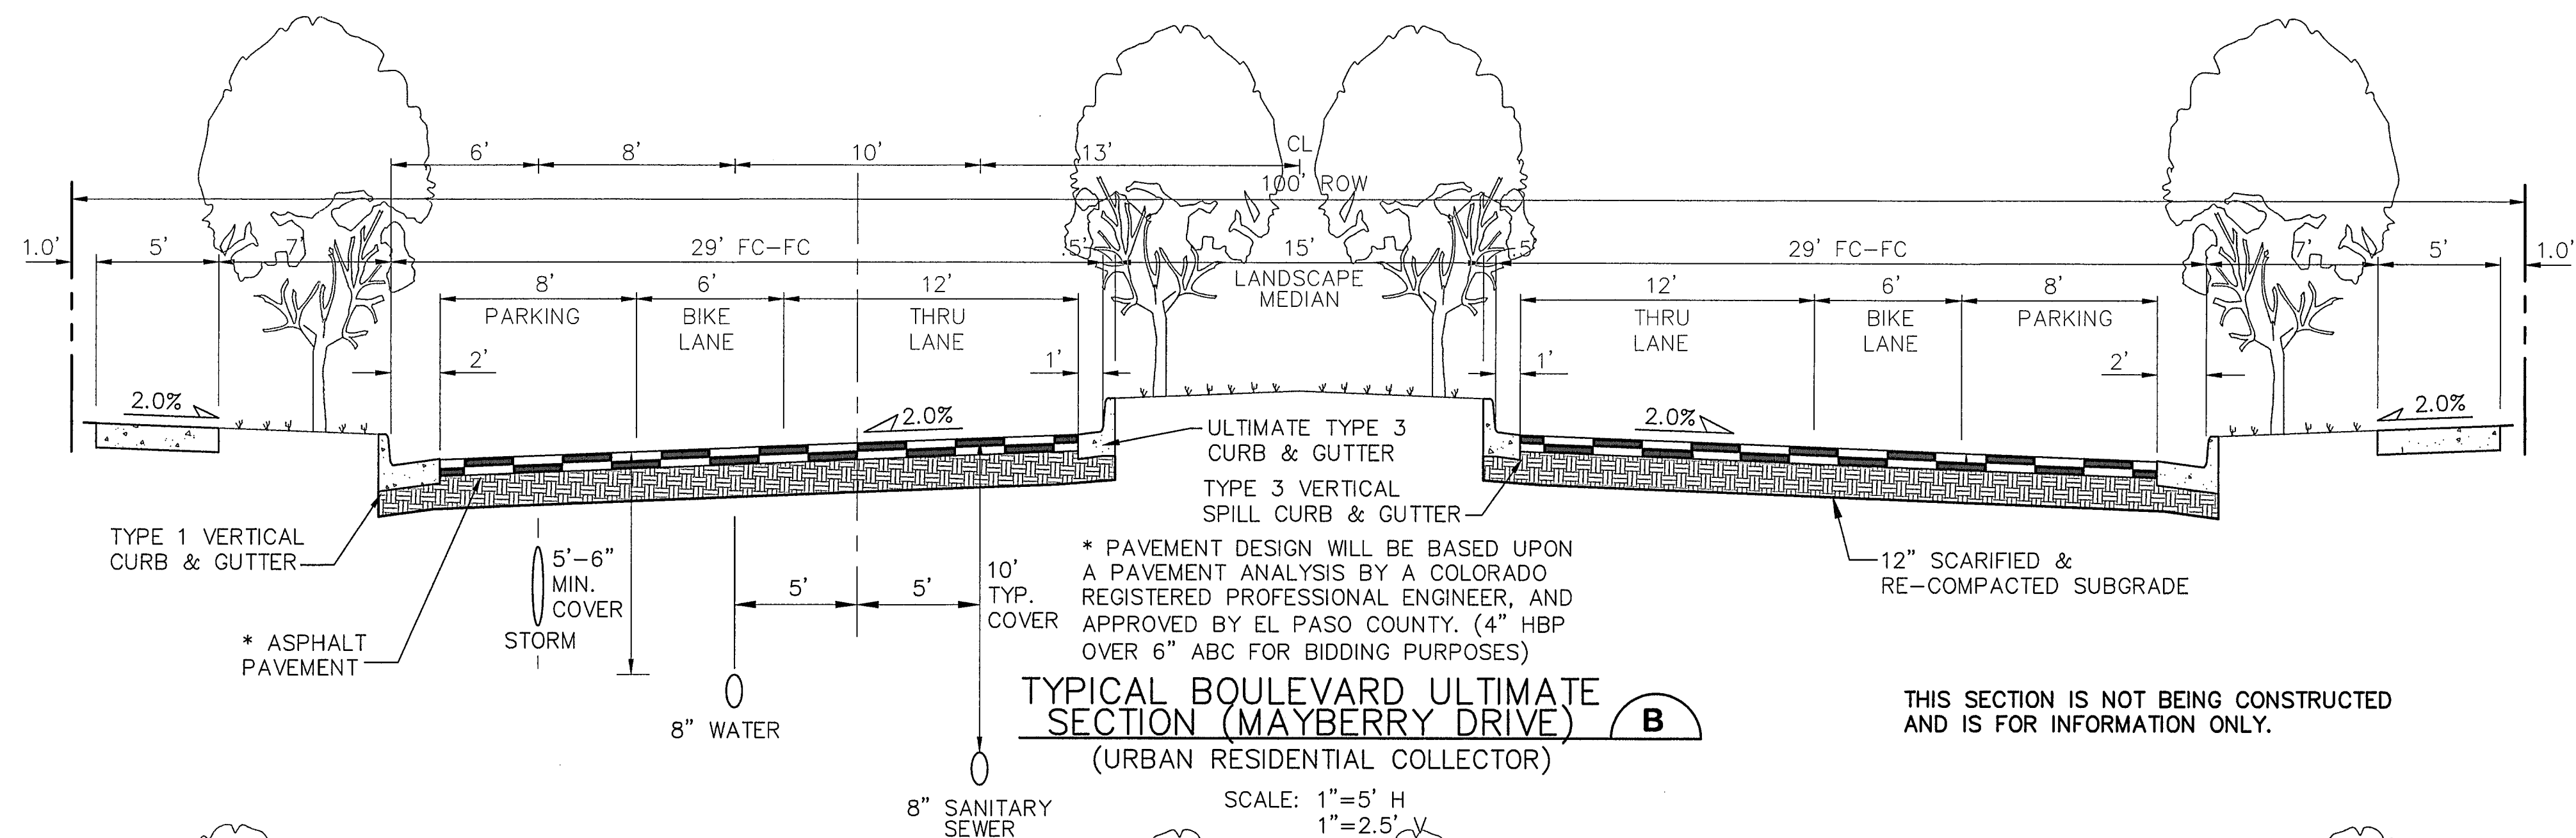 6' 8' 10' 13' CL
100' ROW
1.0' 5' 7' 29' FC-FC .5' 15' .5' 29' FC-FC 7' 5' 1.0'
LANDSCAPE
MEDIAN
8' 6' 12' 12' 6' 8'
PARKING BIKE THRU THRU BIKE PARKING
LANE LANE LANE LANE
2' 1' 1' 2'
2.0% 2.0% 2.0% 2.0%
ULTIMATE TYPE 3
CURB & GUTTER
TYPE 3 VERTICAL
SPILL CURB & GUTTER
TYPE 1 VERTICAL
CURB & GUTTER
* ASPHALT
PAVEMENT
5'-6"
MIN.
COVER
STORM
5' 5'
10'
TYP.
COVER
8" WATER
8" SANITARY
SEWER
* PAVEMENT DESIGN WILL BE BASED UPON
A PAVEMENT ANALYSIS BY A COLORADO
REGISTERED PROFESSIONAL ENGINEER, AND
APPROVED BY EL PASO COUNTY. (4" HBP
OVER 6" ABC FOR BIDDING PURPOSES)
12" SCARIFIED &
RE-COMPACTED SUBGRADE
TYPICAL BOULEVARD ULTIMATE
SECTION (MAYBERRY DRIVE) B
(URBAN RESIDENTIAL COLLECTOR)
SCALE: 1"=5' H
1"=2.5' V
THIS SECTION IS NOT BEING CONSTRUCTED
AND IS FOR INFORMATION ONLY.